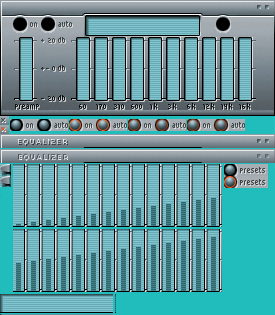 on auto
+ 20 db
+- 0 db
- 20 db
Preamp 60 170 310 600 1k 3k 6k 12k 14k 16k
on auto on auto on auto on auto
EQUALIZER
EQUALIZER
Presets
Presets